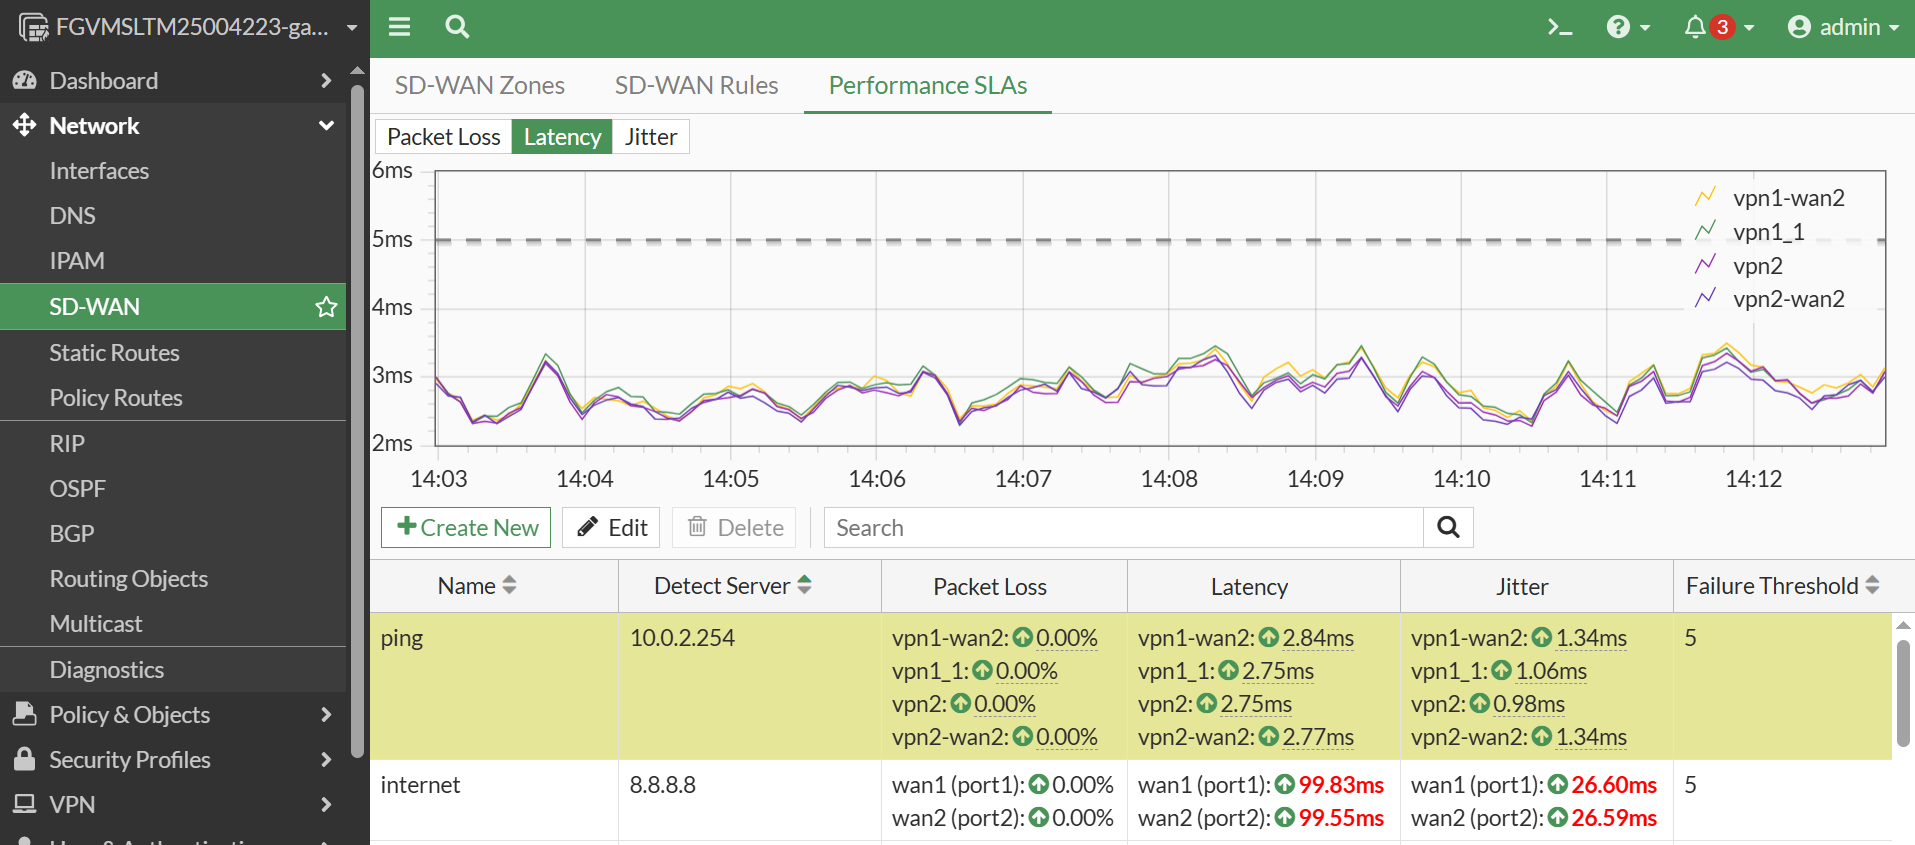 FGVMSLTM25004223-ga...
3
admin
Dashboard
Network
Interfaces
DNS
IPAM
SD-WAN
Static Routes
Policy Routes
RIP
OSPF
BGP
Routing Objects
Multicast
Diagnostics
Policy & Objects
Security Profiles
VPN
SD-WAN Zones SD-WAN Rules Performance SLAs
Packet Loss Latency Jitter
6ms
5ms
4ms
3ms
2ms
vpn1-wan2
vpn1_1
vpn2
vpn2-wan2
14:03 14:04 14:05 14:06 14:07 14:08 14:09 14:10 14:11 14:12
Create New Edit Delete Search
Name Detect Server Packet Loss Latency Jitter Failure Threshold
ping 10.0.2.254 vpn1-wan2: 0.00% vpn1-wan2: 2.84ms vpn1-wan2: 1.34ms 5
vpn1_1: 0.00% vpn1_1: 2.75ms vpn1_1: 1.06ms
vpn2: 0.00% vpn2: 2.75ms vpn2: 0.98ms
vpn2-wan2: 0.00% vpn2-wan2: 2.77ms vpn2-wan2: 1.34ms
internet 8.8.8.8 wan1 (port1): 0.00% wan1 (port1): 99.83ms wan1 (port1): 26.60ms 5
wan2 (port2): 0.00% wan2 (port2): 99.55ms wan2 (port2): 26.59ms